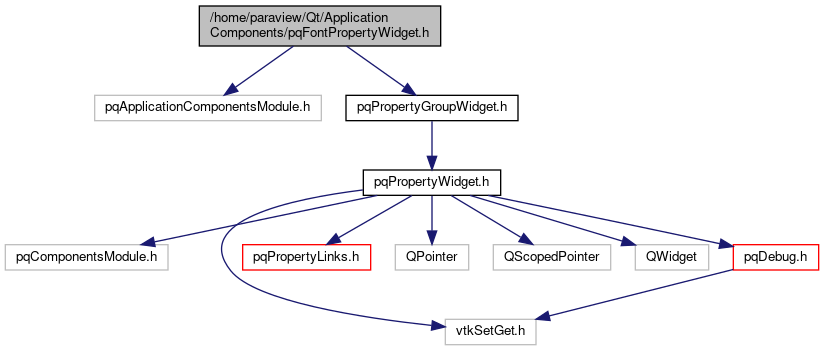 /home/paraview/Qt/Application
Components/pqFontPropertyWidget.h
pqApplicationComponentsModule.h
pqPropertyGroupWidget.h
pqPropertyWidget.h
pqComponentsModule.h
pqPropertyLinks.h
QPointer
QScopedPointer
QWidget
pqDebug.h
vtkSetGet.h